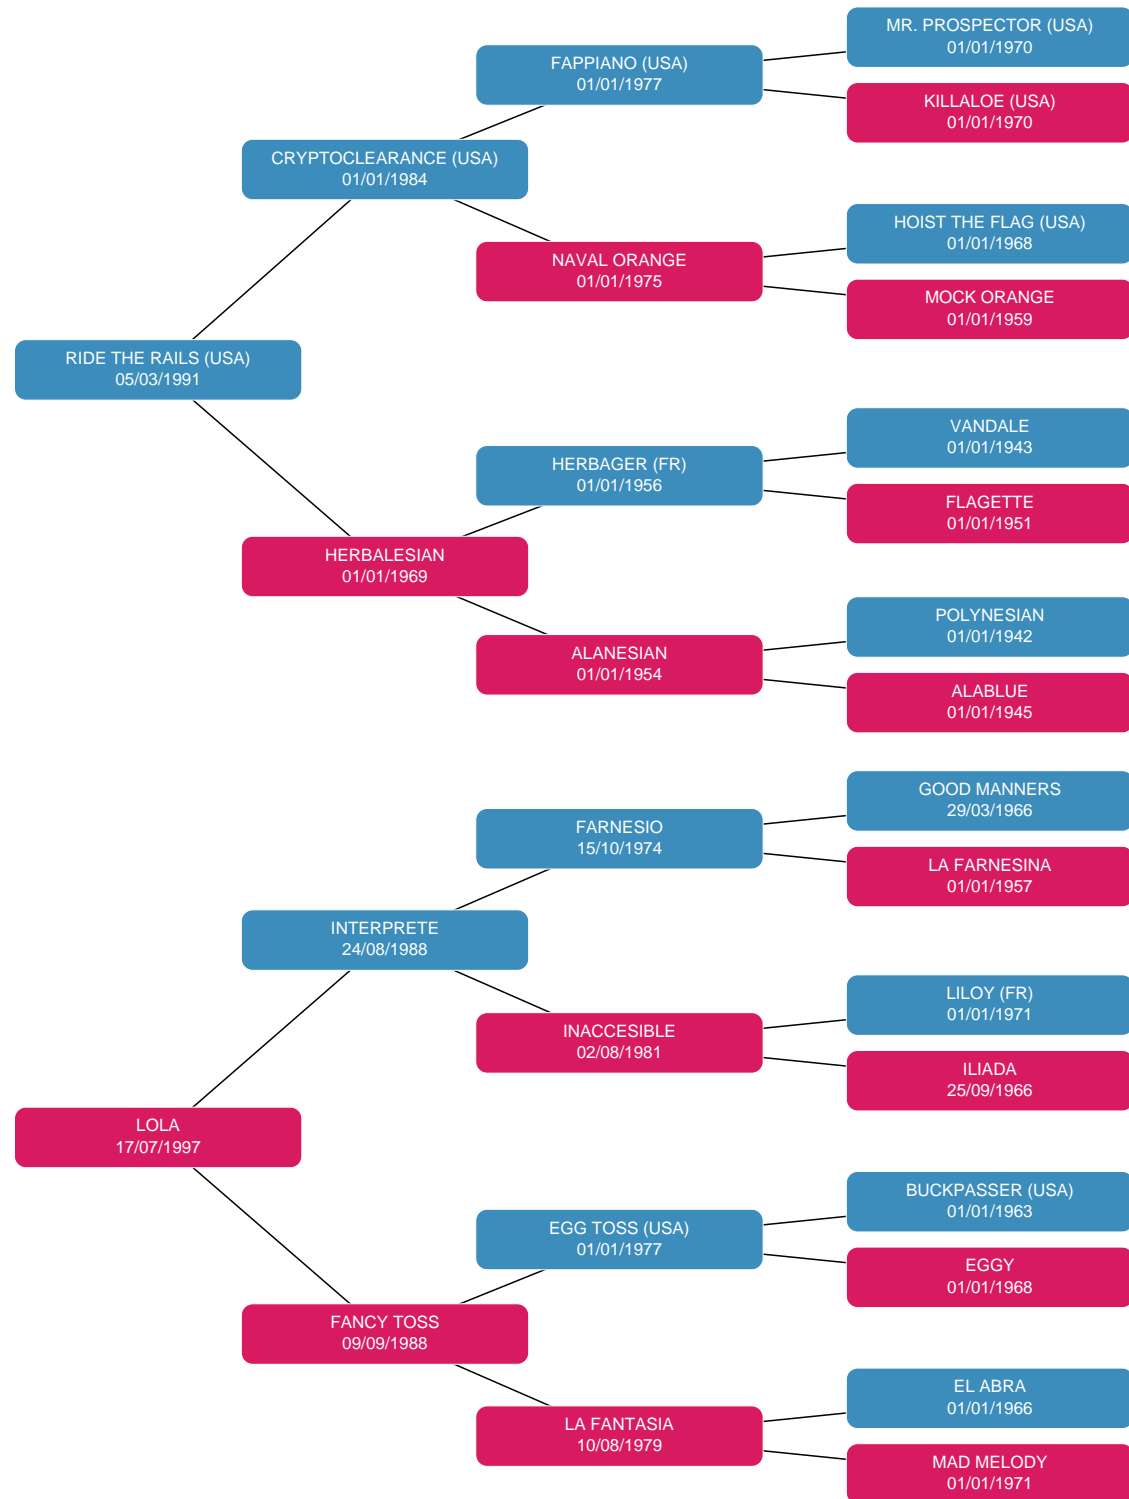 MR. PROSPECTOR (USA)
01/01/1970
FAPPIANO (USA)
01/01/1977
KILLALOE (USA)
01/01/1970
CRYPTOCLEARANCE (USA)
01/01/1984
HOIST THE FLAG (USA)
01/01/1968
NAVAL ORANGE
01/01/1975
MOCK ORANGE
01/01/1959
RIDE THE RAILS (USA)
05/03/1991
VANDALE
01/01/1943
HERBAGER (FR)
01/01/1956
FLAGETTE
01/01/1951
HERBALESIAN
01/01/1969
POLYNESIAN
01/01/1942
ALANESIAN
01/01/1954
ALABLUE
01/01/1945
GOOD MANNERS
29/03/1966
FARNESIO
15/10/1974
LA FARNESINA
01/01/1957
INTERPRETE
24/08/1988
LILOY (FR)
01/01/1971
INACCESIBLE
02/08/1981
ILIADA
25/09/1966
LOLA
17/07/1997
BUCKPASSER (USA)
01/01/1963
EGG TOSS (USA)
01/01/1977
EGGY
01/01/1968
FANCY TOSS
09/09/1988
EL ABRA
01/01/1966
LA FANTASIA
10/08/1979
MAD MELODY
01/01/1971